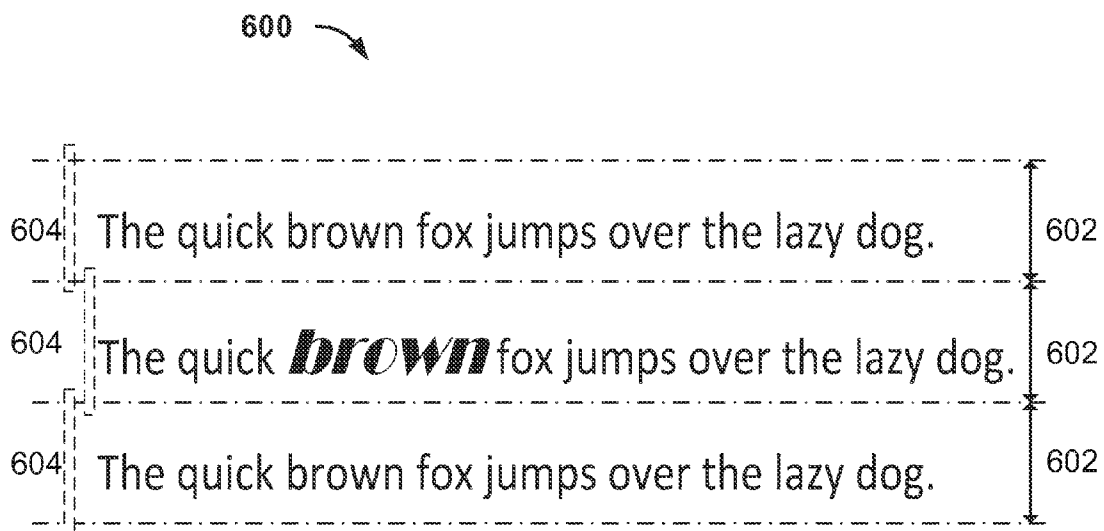 600
604 The quick brown fox jumps over the lazy dog. 602
604 The quick brown fox jumps over the lazy dog. 602
604 The quick brown fox jumps over the lazy dog. 602